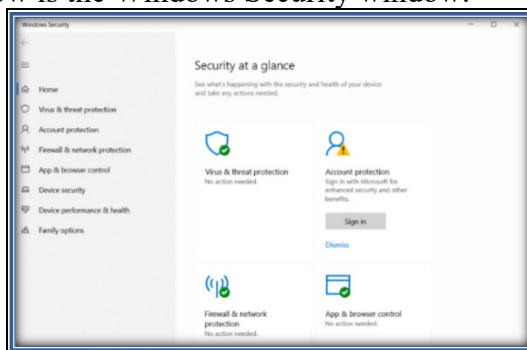 ow is the Windows Security window.
Windows Security
Home
Virus & threat protection
Account protection
Firewall & network protection
App & browser control
Device security
Device performance & health
Family options
Security at a glance
See what's happening with the security and health of your device
and take any actions needed.
Virus & threat protection
No action needed.
Account protection
Sign in with Microsoft for
enhanced security and other
benefits.
Sign in
Dismiss
Firewall & network
protection
No action needed.
App & browser control
No action needed.